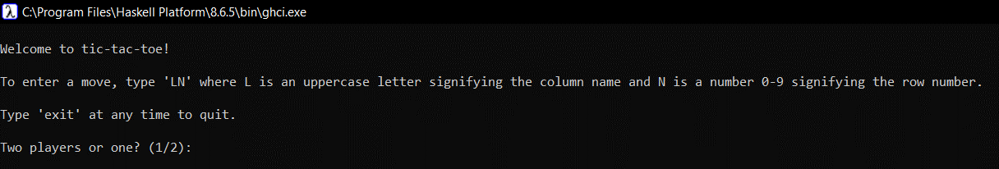 λ C:\Program Files\Haskell Platform\8.6.5\bin\ghci.exe
Welcome to tic-tac-toe!
To enter a move, type 'LN' where L is an uppercase letter signifying the column name and N is a number 0-9 signifying the row number.
Type 'exit' at any time to quit.
Two players or one? (1/2):